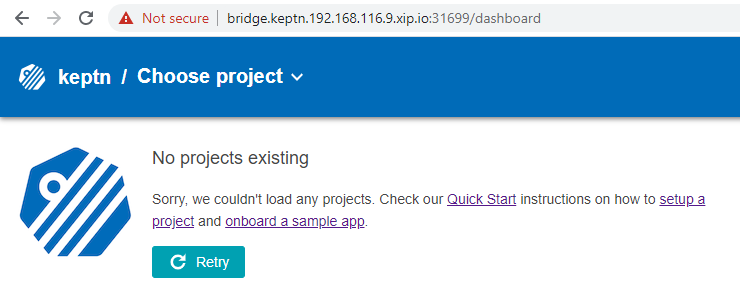 Not secure | bridge.keptn.192.168.116.9.xip.io:31699/dashboard
keptn / Choose project
No projects existing
Sorry, we couldn't load any projects. Check our Quick Start instructions on how to setup a
project and onboard a sample app.
Retry